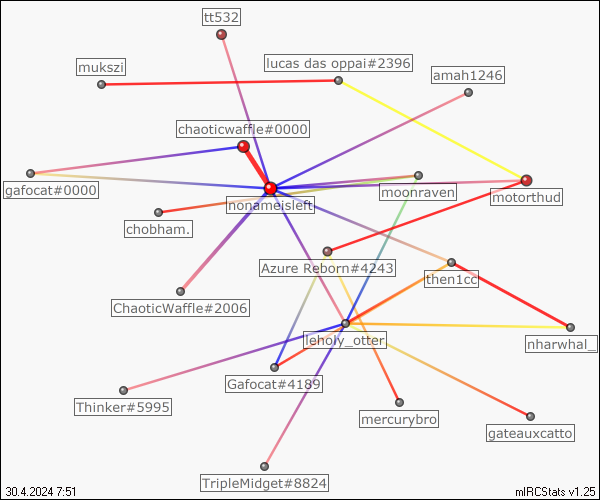 tt532
lucas das oppai#2396
mukszi
amah1246
chaoticwaffle#0000
gafocat#0000
moonraven
motorthud
nonameisleft
chobham.
Azure Reborn#4243
then1cc
ChaoticWaffle#2006
lehoiy_otter
nharwhal_
Gafocat#4189
Thinker#5995
mercurybro
gateauxcatto
TripleMidget#8824
30.4.2024 7:51
mIRCStats v1.25